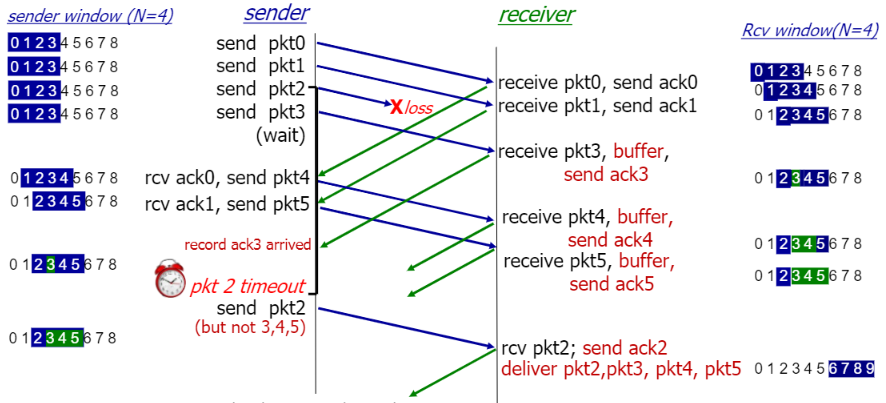 sender window (N=4) sender receiver Rcv window(N=4)
0 1 2 3 4 5 6 7 8 send pkt0
0 1 2 3 4 5 6 7 8 send pkt1
0 1 2 3 4 5 6 7 8 send pkt2
0 1 2 3 4 5 6 7 8 send pkt3
(wait)
X loss
receive pkt0, send ack0 0 1 2 3 4 5 6 7 8
0 1 2 3 4 5 6 7 8
receive pkt1, send ack1 0 1 2 3 4 5 6 7 8
receive pkt3, buffer,
send ack3 0 1 2 3 4 5 6 7 8
0 1 2 3 4 5 6 7 8 rcv ack0, send pkt4
0 1 2 3 4 5 6 7 8 rcv ack1, send pkt5
receive pkt4, buffer,
send ack4 0 1 2 3 4 5 6 7 8
record ack3 arrived
receive pkt5, buffer,
send ack5 0 1 2 3 4 5 6 7 8
0 1 2 3 4 5 6 7 8
pkt 2 timeout
send pkt2
(but not 3,4,5)
0 1 2 3 4 5 6 7 8
rcv pkt2; send ack2
deliver pkt2,pkt3, pkt4, pkt5 0 1 2 3 4 5 6 7 8 9